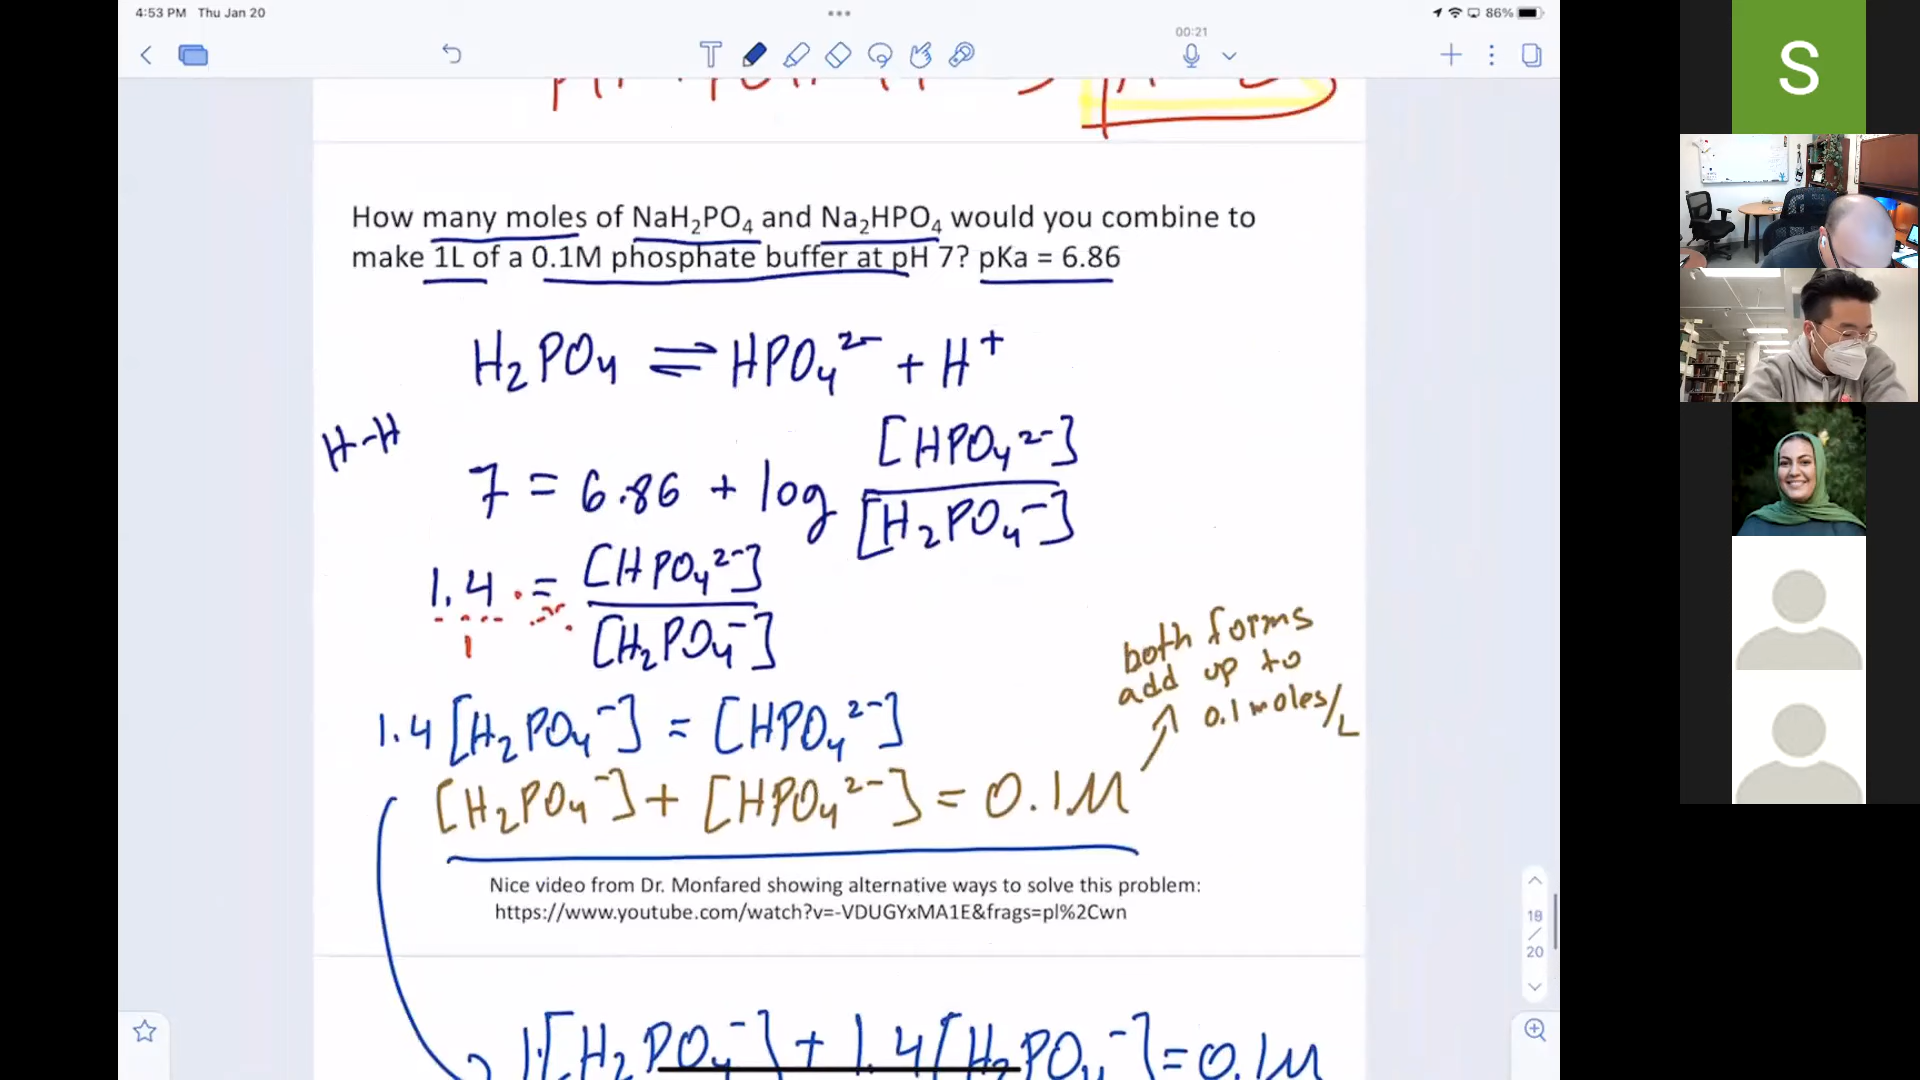 4:53 PM Thu Jan 20
86%
00:21
S
How many moles of NaH₂PO₄ and Na₂HPO₄ would you combine to
make 1L of a 0.1M phosphate buffer at pH 7? pKa = 6.86
H₂PO₄ ⇌ HPO₄²⁻ + H⁺
H-H
7 = 6.86 + log [HPO₄²⁻] / [H₂PO₄⁻]
1.4 = [HPO₄²⁻] / [H₂PO₄⁻]
1
both forms
add up to
0.1 moles/L
1.4 [H₂PO₄⁻] = [HPO₄²⁻]
[H₂PO₄⁻] + [HPO₄²⁻] = 0.1M
Nice video from Dr. Monfared showing alternative ways to solve this problem:
https://www.youtube.com/watch?v=-VDUGYxMA1E&frags=pl%2Cwn
19
/
20
1[H₂PO₄⁻] + 1.4[H₂PO₄⁻] = 0.1M